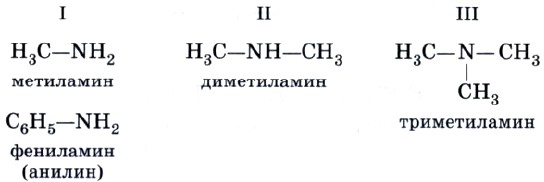 I II III
H₃C—NH₂ H₃C—NH—CH₃ H₃C—N—CH₃
метиламин диметиламин CH₃
C₆H₅—NH₂ триметиламин
фениламин
(анилин)